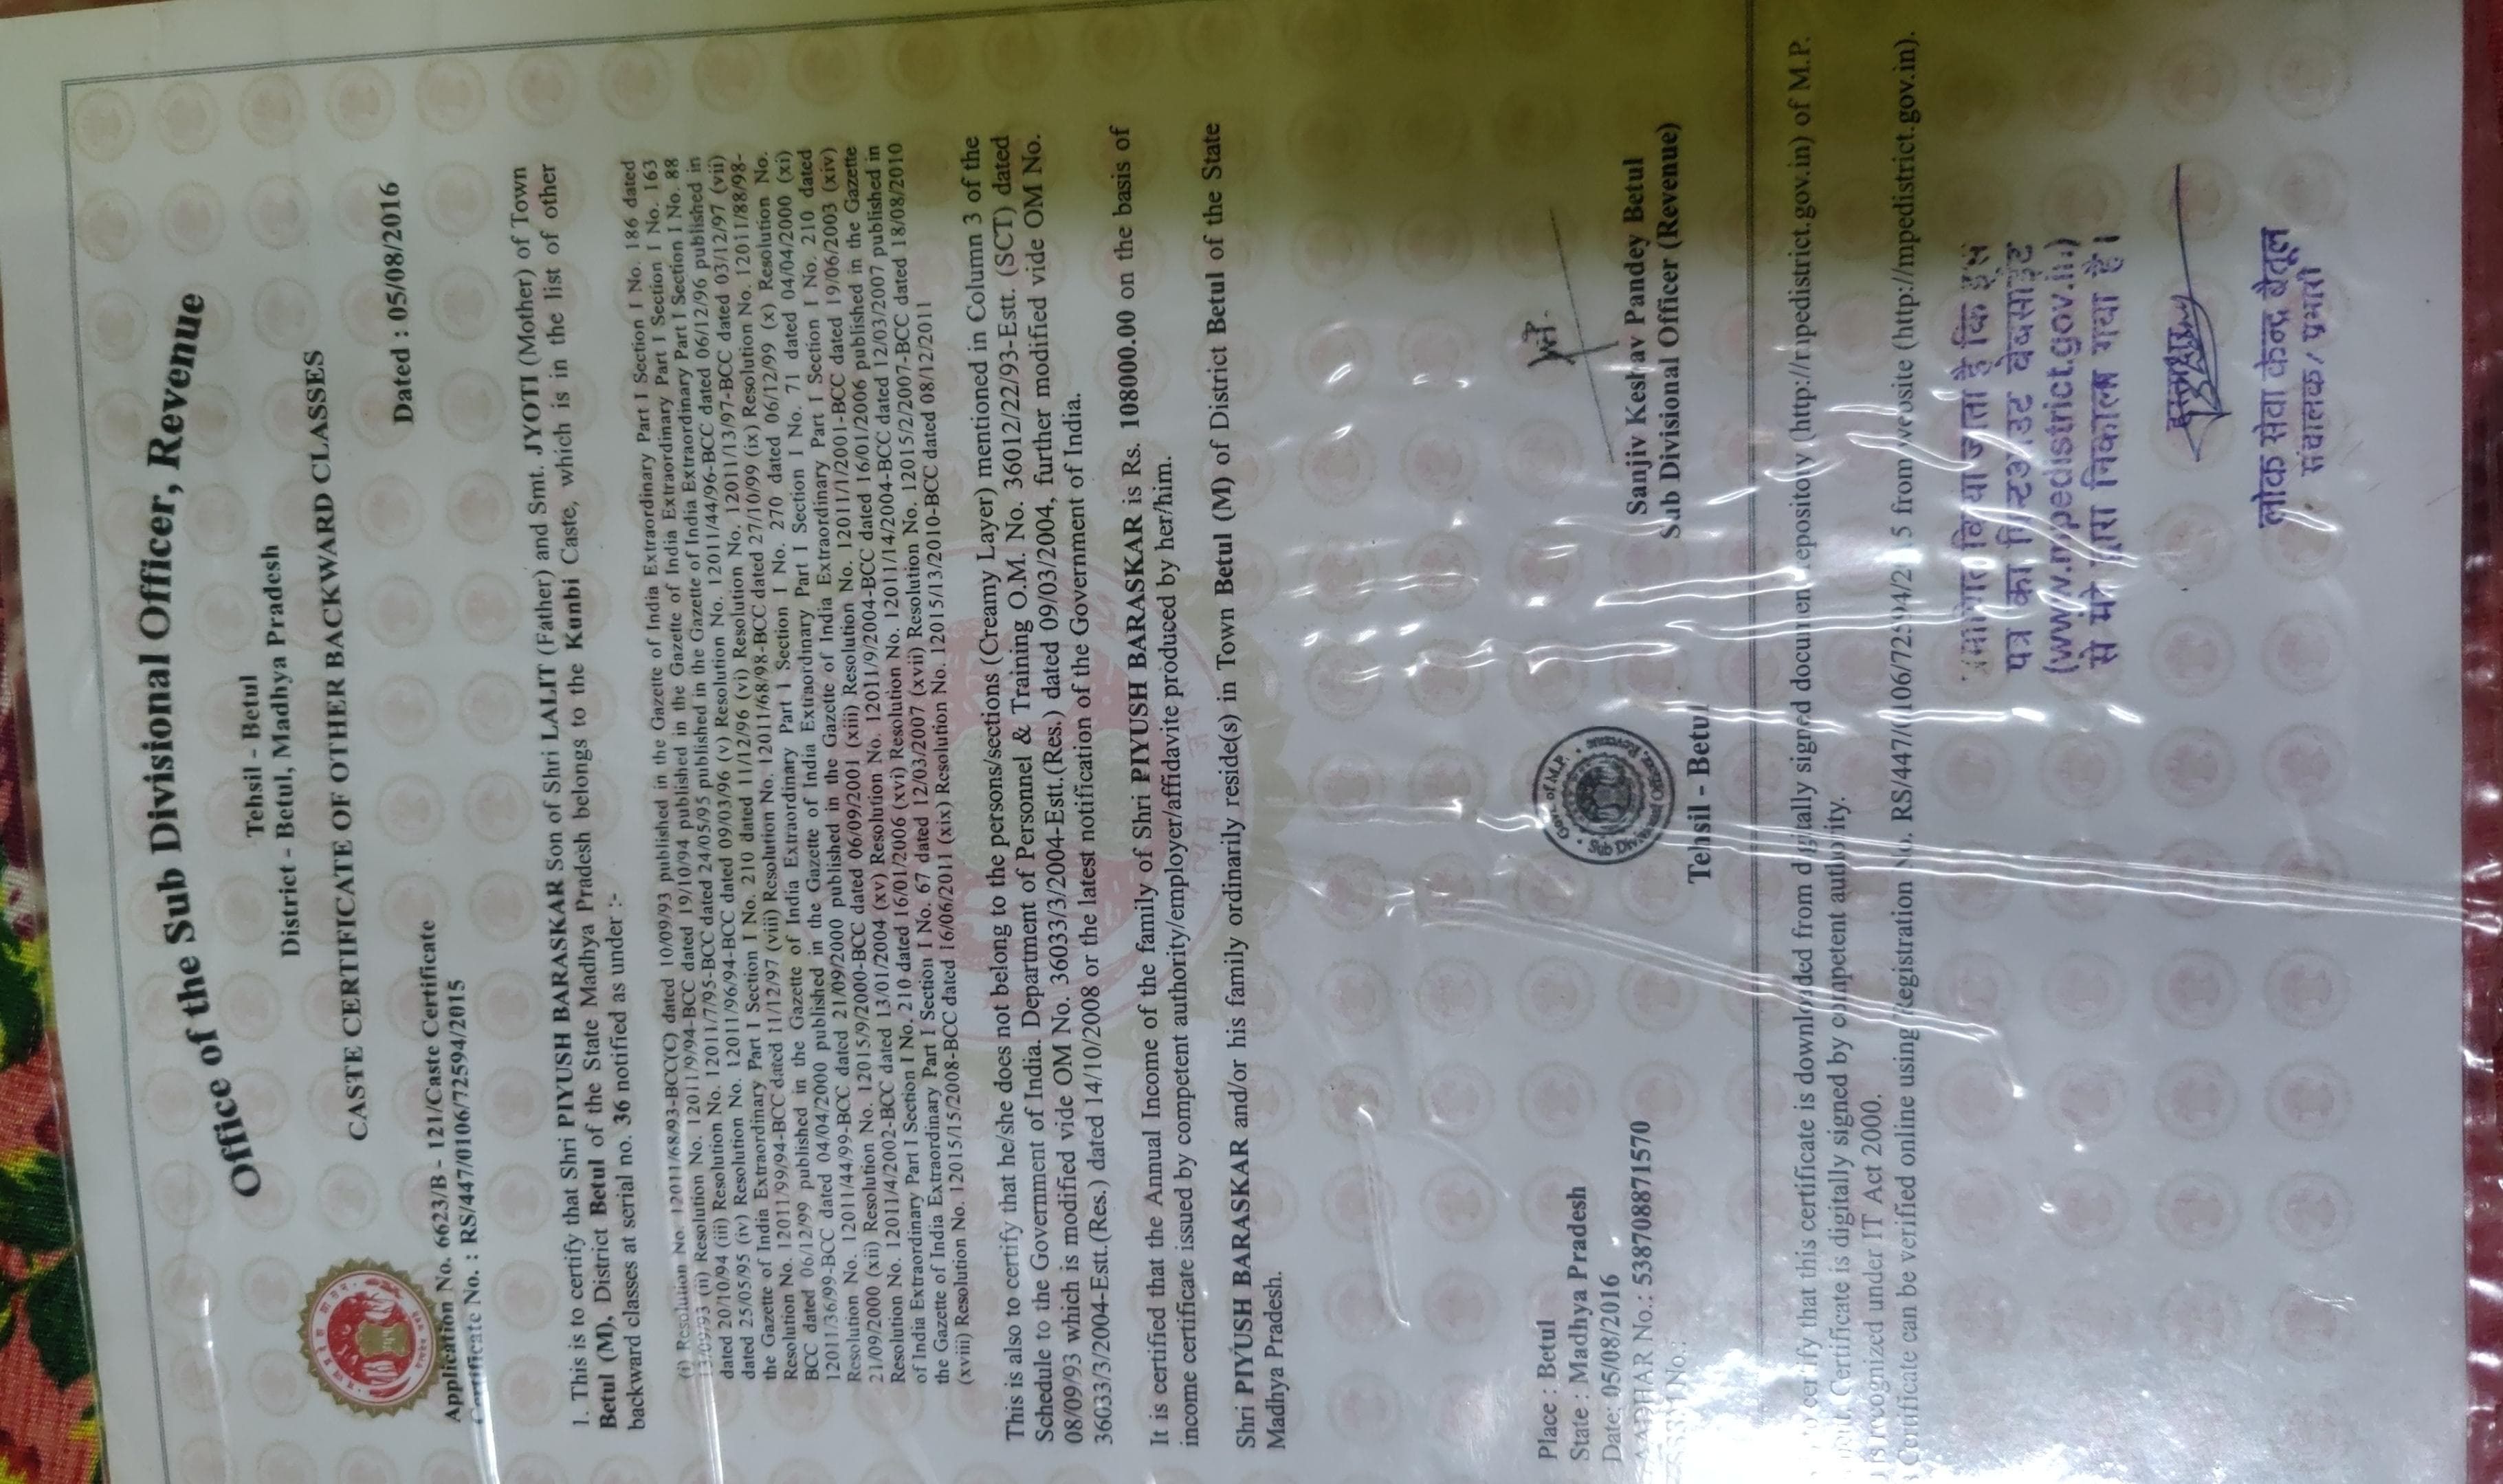 Office of the Sub Divisional Officer, Revenue
Tehsil - Betul
District - Betul, Madhya Pradesh
CASTE CERTIFICATE OF OTHER BACKWARD CLASSES
Application No. 6623/B - 121/Caste Certificate
Dated : 05/08/2016
Certificate No. : RS/447/0106/72594/2015
1. This is to certify that Shri PIYUSH BARASKAR Son of Shri LALIT (Father) and Smt. JYOTI (Mother) of Town
Betul (M), District Betul of the State Madhya Pradesh belongs to the Kunbi Caste, which is in the list of other
backward classes at serial no. 36 notified as under :-
(i) Resolution No. 12011/68/93-BCC(C) dated 10/09/93 published in the Gazette of India Extraordinary Part I Section I No. 186 dated
13/09/93 (ii) Resolution No. 12011/9/94-BCC dated 19/10/94 published in the Gazette of India Extraordinary Part I Section I No. 163
dated 20/10/94 (iii) Resolution No. 12011/7/95-BCC dated 24/05/95 published in the Gazette of India Extraordinary Part I Section I No. 88
dated 25/05/95 (iv) Resolution No. 12011/96/94-BCC dated 09/03/96 (v) Resolution No. 12011/44/96-BCC dated 06/12/96 published in
the Gazette of India Extraordinary Part I Section I No. 210 dated 11/12/96 (vi) Resolution No. 12011/13/97-BCC dated 03/12/97 (vii)
Resolution No. 12011/99/94-BCC dated 11/12/97 (viii) Resolution No. 12011/68/98-BCC dated 27/10/99 (ix) Resolution No. 12011/88/98-
BCC dated 06/12/99 published in the Gazette of India Extraordinary Part I Section I No. 270 dated 06/12/99 (x) Resolution No.
12011/36/99-BCC dated 04/04/2000 published in the Gazette of India Extraordinary Part I Section I No. 71 dated 04/04/2000 (xi)
Resolution No. 12011/44/99-BCC dated 21/09/2000 published in the Gazette of India Extraordinary Part I Section I No. 210 dated
21/09/2000 (xii) Resolution No. 12015/9/2000-BCC dated 06/09/2001 (xiii) Resolution No. 12011/1/2001-BCC dated 19/06/2003 (xiv)
Resolution No. 12011/4/2002-BCC dated 13/01/2004 (xv) Resolution No. 12011/9/2004-BCC dated 16/01/2006 published in the Gazette
of India Extraordinary Part I Section I No. 210 dated 16/01/2006 (xvi) Resolution No. 12011/14/2004-BCC dated 12/03/2007 published in
the Gazette of India Extraordinary Part I Section I No. 67 dated 12/03/2007 (xvii) Resolution No. 12015/2/2007-BCC dated 18/08/2010
(xviii) Resolution No. 12015/15/2008-BCC dated 16/06/2011 (xix) Resolution No. 12015/13/2010-BCC dated 08/12/2011
This is also to certify that he/she does not belong to the persons/sections (Creamy Layer) mentioned in Column 3 of the
Schedule to the Government of India. Department of Personnel & Training O.M. No. 36012/22/93-Estt. (SCT) dated
08/09/93 which is modified vide OM No. 36033/3/2004-Estt.(Res.) dated 09/03/2004, further modified vide OM No.
36033/3/2004-Estt.(Res.) dated 14/10/2008 or the latest notification of the Government of India.
It is certified that the Annual Income of the family of Shri PIYUSH BARASKAR is Rs. 108000.00 on the basis of
income certificate issued by competent authority/employer/affidavite produced by her/him.
Shri PIYUSH BARASKAR and/or his family ordinarily reside(s) in Town Betul (M) of District Betul of the State
Madhya Pradesh.
Place : Betul
State : Madhya Pradesh
Date: 05/08/2016
AADHAR No.: 538708871570
No.:
Govt. of M.P.
Sub Divisional Officer, Revenue
Tehsil - Betul
Sanjiv Keshav Pandey Betul
Sub Divisional Officer (Revenue)
to certify that this certificate is downloaded from digitally signed document repository (http://mpedistrict.gov.in) of M.P.
Certificate is digitally signed by competent authority.
is recognized under IT Act 2000.
Certificate can be verified online using Registration No. RS/447/0106/72594/2015 from website (http://mpedistrict.gov.in).
प्रमाणित किया जाता है कि इस
पत्र का प्रिन्टआउट वेबसाईट
(www.mpedistrict.gov.in)
से मेरे द्वारा निकाला गया है।
हस्ताक्षर
लोक सेवा केन्द्र बैतूल
संचालक / प्रभारी